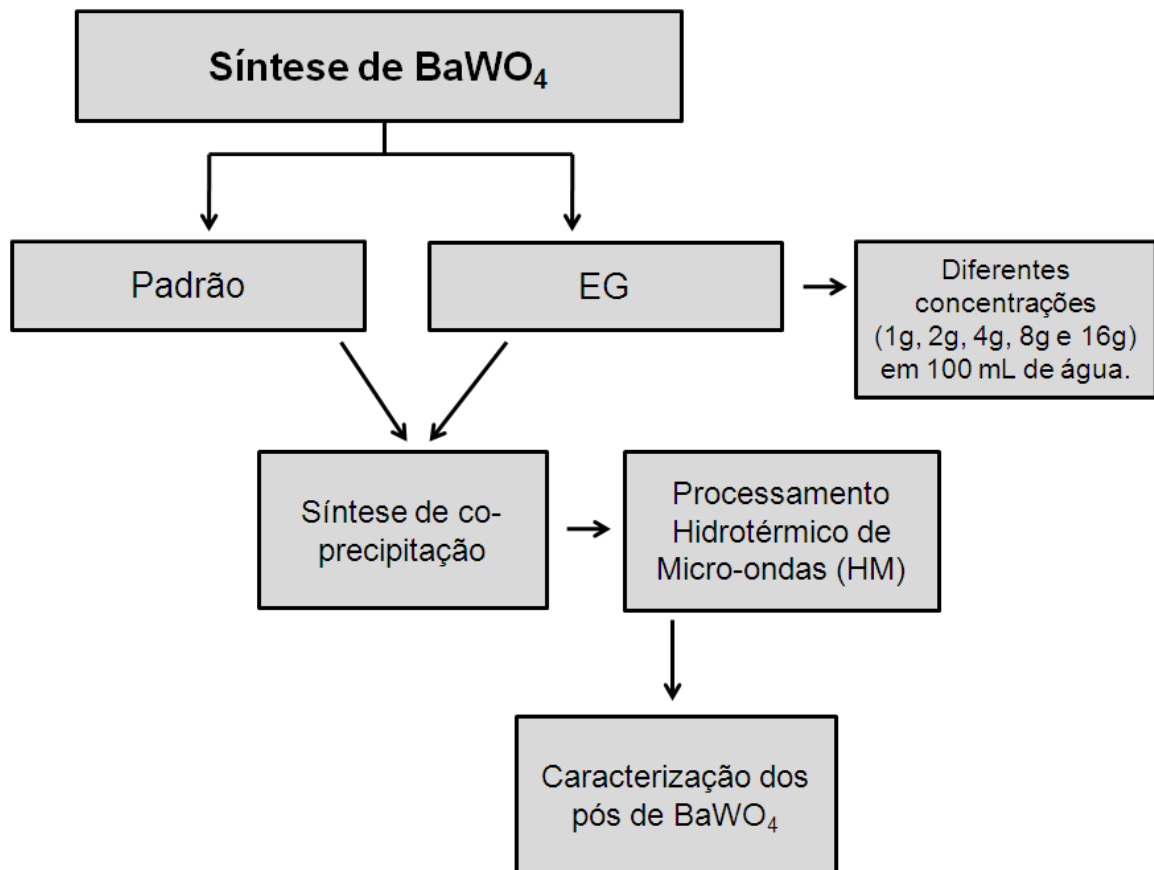 Síntese de BaWO₄
Padrão
EG
Diferentes
concentrações
(1g, 2g, 4g, 8g e 16g)
em 100 mL de água.
Síntese de co-
precipitação
Processamento
Hidrotérmico de
Micro-ondas (HM)
Caracterização dos
pós de BaWO₄